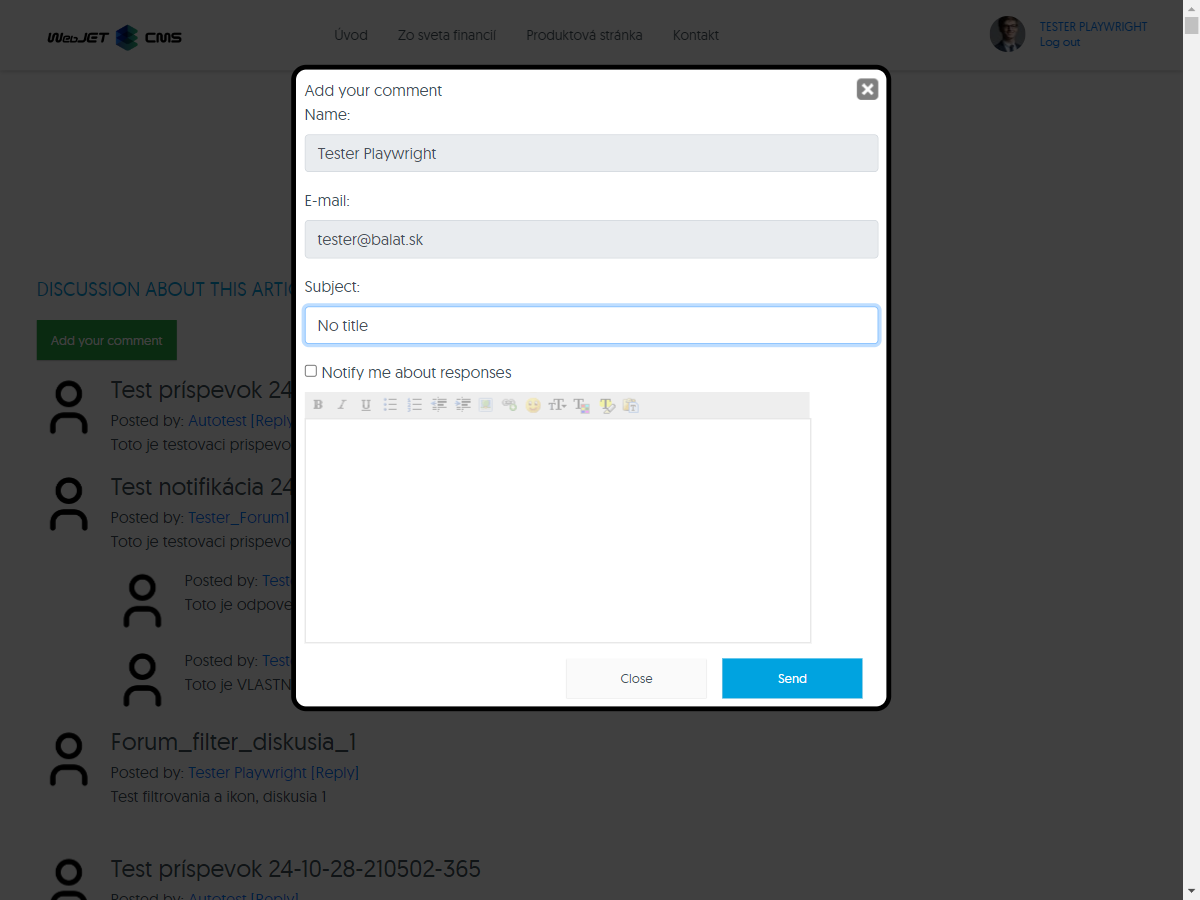 WebJET CMS
Úvod
Zo sveta financií
Produktová stránka
Kontakt
TESTER PLAYWRIGHT
Log out
Add your comment
Name:
Tester Playwright
E-mail:
tester@balat.sk
Subject:
No title
Notify me about responses
B I U
Close
Send
DISCUSSION ABOUT THIS
Add your comment
Test príspevok 24
Posted by: Autotest [Reply
Toto je testovaci prispevo
Test notifikácia 24
Posted by: Tester_Forum1
Toto je testovaci prispevo
Posted by: Test
Toto je odpove
Posted by: Test
Toto je VLASTN
Forum_filter_diskusia_1
Posted by: Tester Playwright [Reply]
Test filtrovania a ikon, diskusia 1
Test príspevok 24-10-28-210502-365
Posted by: Autotest [Reply]